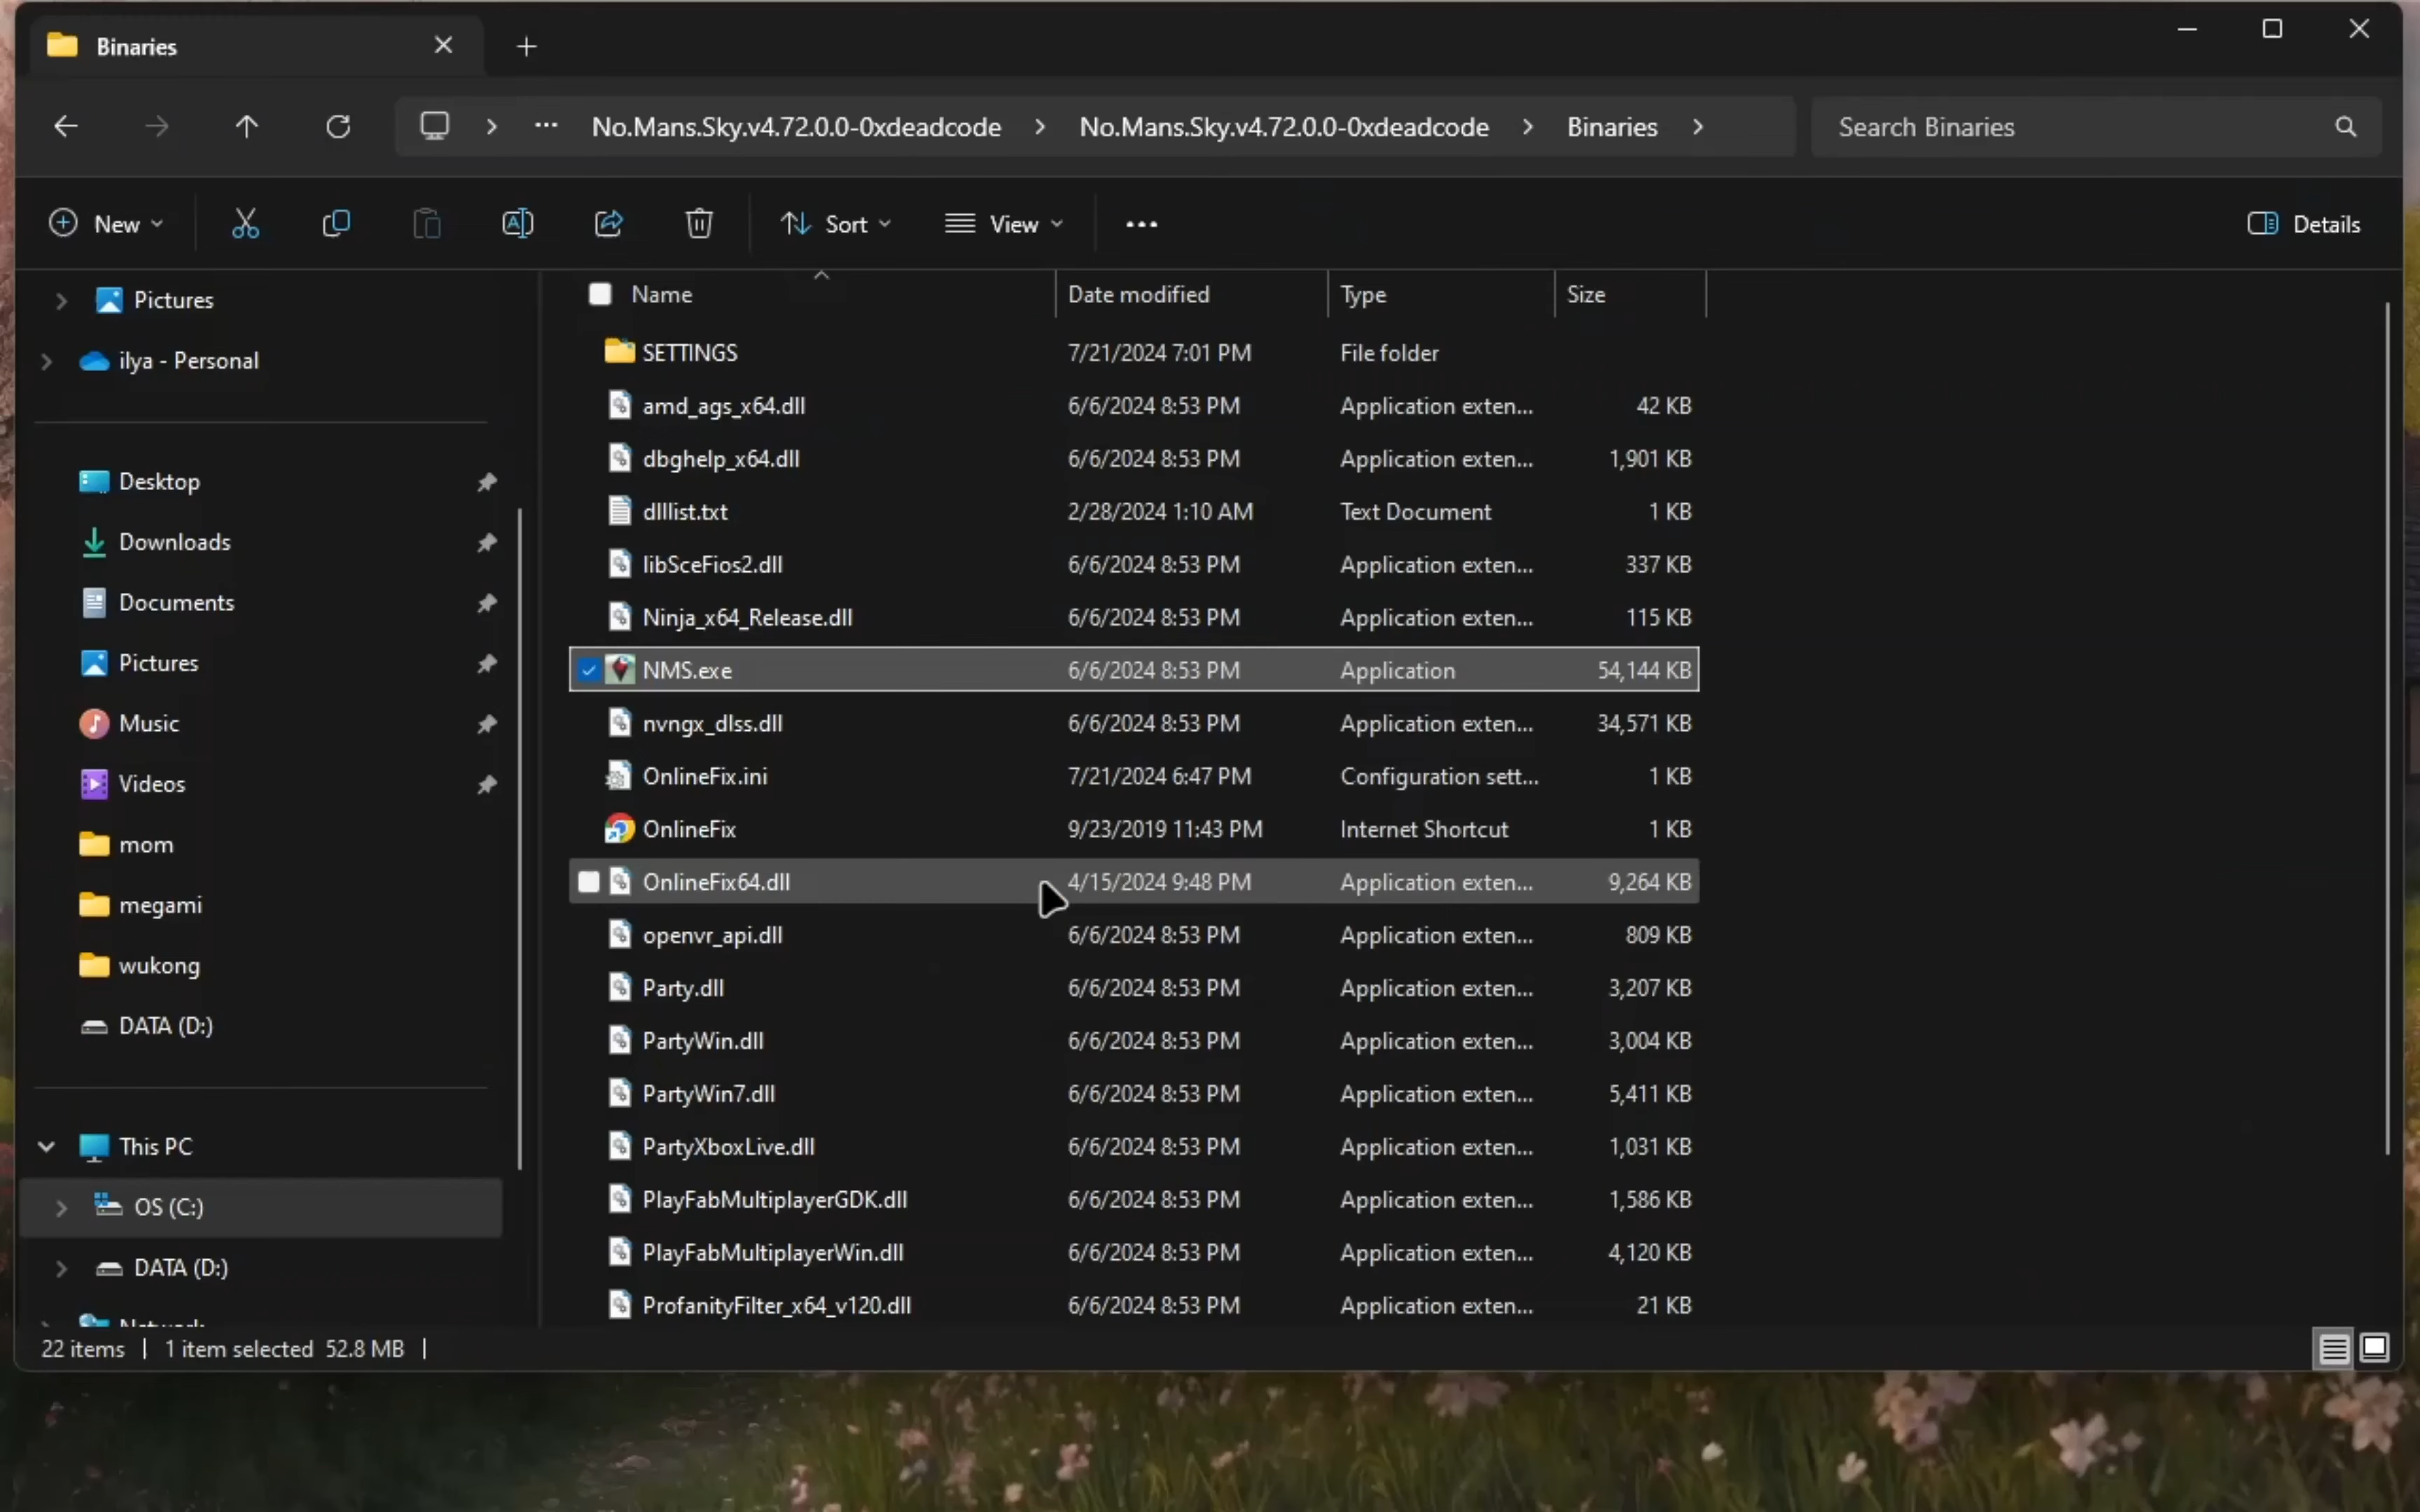 Binaries
No.Mans.Sky.v4.72.0.0-0xdeadcode
No.Mans.Sky.v4.72.0.0-0xdeadcode
Binaries
Search Binaries
New
Sort
View
Details
Pictures
ilya - Personal
Desktop
Downloads
Documents
Pictures
Music
Videos
mom
megami
wukong
DATA (D:)
This PC
OS (C:)
DATA (D:)
Network
Name Date modified Type Size
SETTINGS 7/21/2024 7:01 PM File folder
amd_ags_x64.dll 6/6/2024 8:53 PM Application exten... 42 KB
dbghelp_x64.dll 6/6/2024 8:53 PM Application exten... 1,901 KB
dlllist.txt 2/28/2024 1:10 AM Text Document 1 KB
libSceFios2.dll 6/6/2024 8:53 PM Application exten... 337 KB
Ninja_x64_Release.dll 6/6/2024 8:53 PM Application exten... 115 KB
NMS.exe 6/6/2024 8:53 PM Application 54,144 KB
nvngx_dlss.dll 6/6/2024 8:53 PM Application exten... 34,571 KB
OnlineFix.ini 7/21/2024 6:47 PM Configuration sett... 1 KB
OnlineFix 9/23/2019 11:43 PM Internet Shortcut 1 KB
OnlineFix64.dll 4/15/2024 9:48 PM Application exten... 9,264 KB
openvr_api.dll 6/6/2024 8:53 PM Application exten... 809 KB
Party.dll 6/6/2024 8:53 PM Application exten... 3,207 KB
PartyWin.dll 6/6/2024 8:53 PM Application exten... 3,004 KB
PartyWin7.dll 6/6/2024 8:53 PM Application exten... 5,411 KB
PartyXboxLive.dll 6/6/2024 8:53 PM Application exten... 1,031 KB
PlayFabMultiplayerGDK.dll 6/6/2024 8:53 PM Application exten... 1,586 KB
PlayFabMultiplayerWin.dll 6/6/2024 8:53 PM Application exten... 4,120 KB
ProfanityFilter_x64_v120.dll 6/6/2024 8:53 PM Application exten... 21 KB
22 items | 1 item selected 52.8 MB |